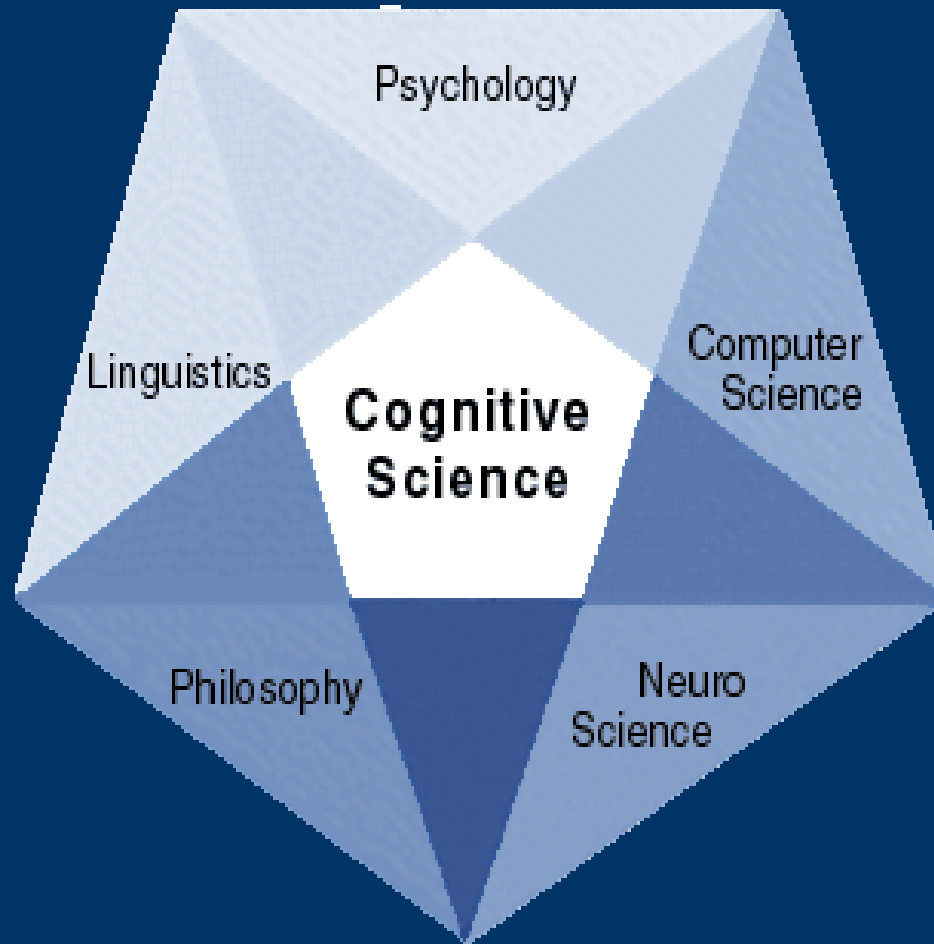 Psychology
Linguistics
Computer
Science
Cognitive
Science
Philosophy
Neuro
Science